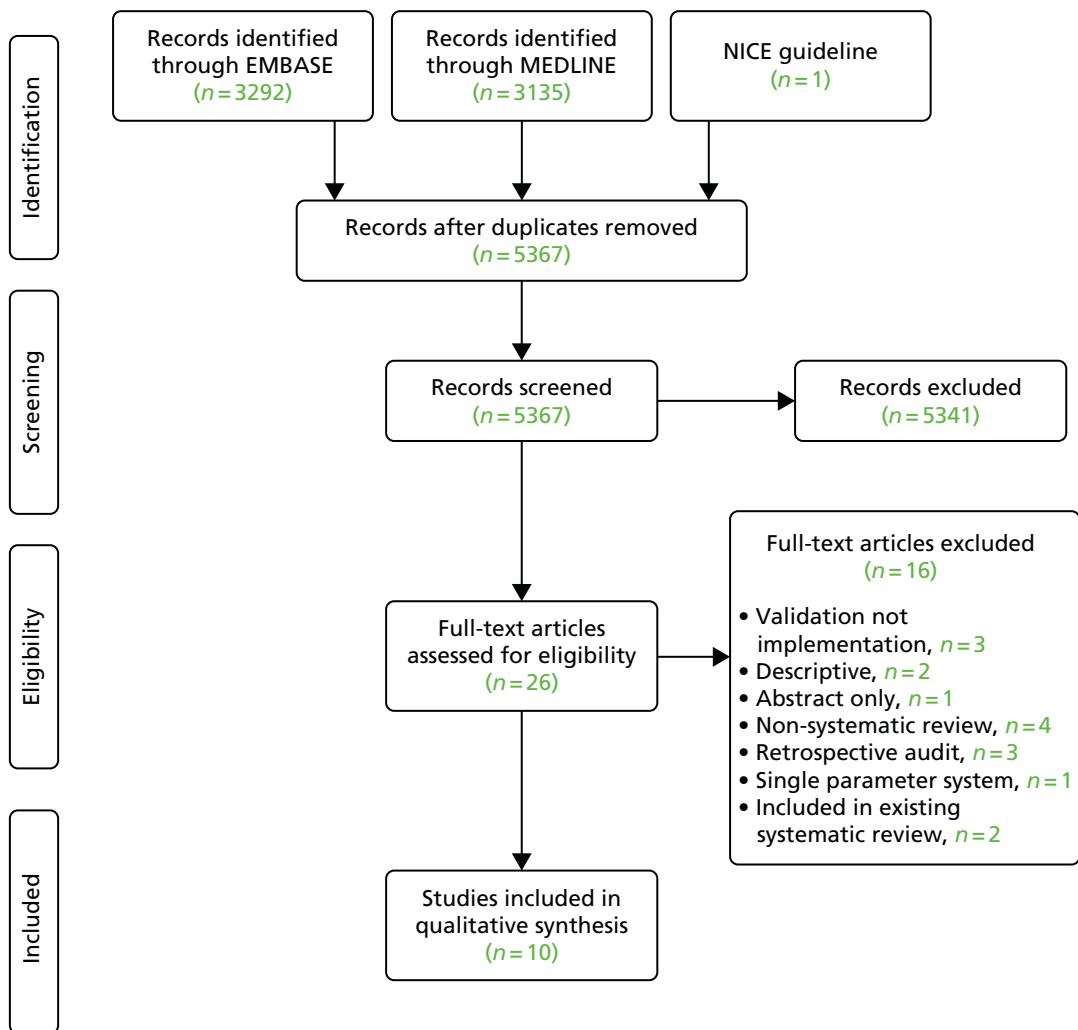 Identification
Records identified
through EMBASE
(n=3292)
Records identified
through MEDLINE
(n=3135)
NICE guideline
(n=1)
Records after duplicates removed
(n=5367)
Screening
Records screened
(n=5367)
Records excluded
(n=5341)
Eligibility
Full-text articles
assessed for eligibility
(n=26)
Full-text articles excluded
(n=16)
• Validation not
implementation, n=3
• Descriptive, n=2
• Abstract only, n=1
• Non-systematic review, n=4
• Retrospective audit, n=3
• Single parameter system, n=1
• Included in existing
systematic review, n=2
Included
Studies included in
qualitative synthesis
(n=10)